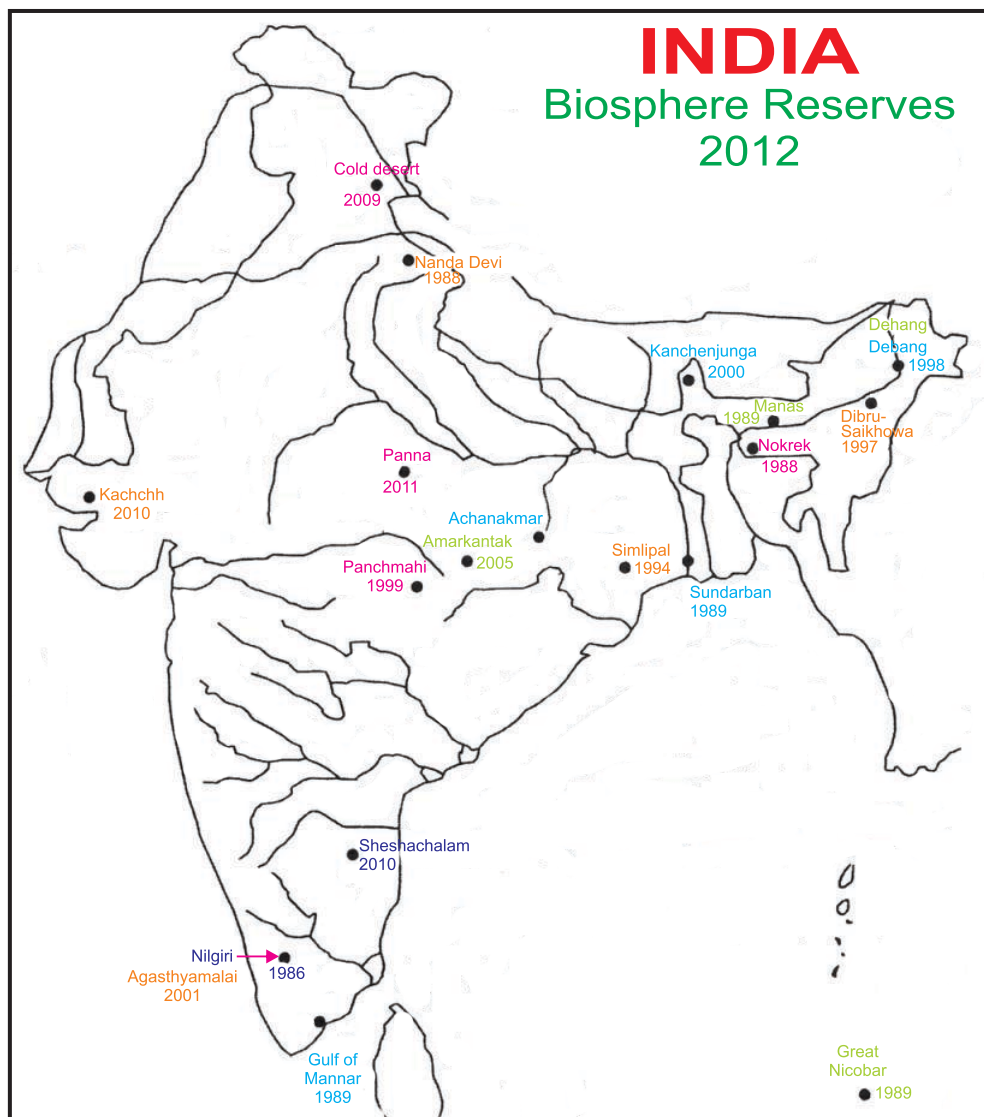 INDIA
Biosphere Reserves
2012
Cold desert
2009
Nanda Devi
1988
Dehang
Debang
1998
Kanchenjunga
2000
Manas
1989
Dibru-
Saikhowa
1997
Nokrek
1988
Panna
2011
Kachchh
2010
Achanakmar
Amarkantak
2005
Panchmahi
1999
Simlipal
1994
Sundarban
1989
Sheshachalam
2010
Nilgiri
1986
Agasthyamalai
2001
Gulf of
Mannar
1989
Great
Nicobar
1989